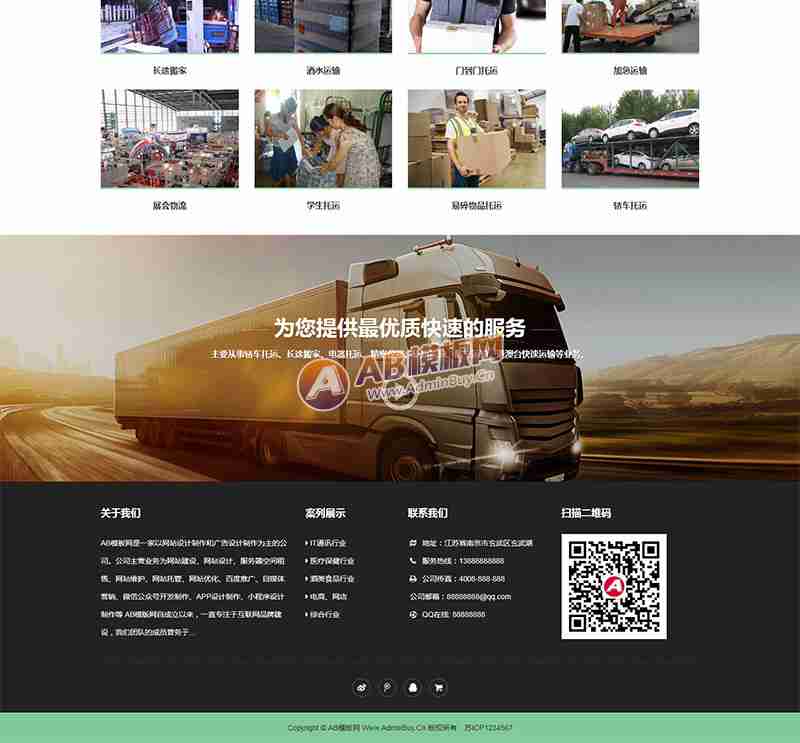 长途搬家
酒水运输
门到门托运
加急运输
展会物流
学生托运
易碎物品托运
轿车托运
为您提供最优质快速的服务
主要从事轿车托运、长途搬家、电器托运、
澳台快速运输等业务。
AB模板网
Www.AdminBuy.Cn
关于我们
AB模板网是一家以网站设计制作和广告设计制作为主的公
司。公司主营业务为网站建设、网站设计、服务器空间租
售、网站维护、网站托管、网站优化、百度推广、自媒体
营销、微信公众号开发制作、APP设计制作、小程序设计
制作等 AB模板网自成立以来，一直专注于互联网品牌建
设，我们团队的成员曾务于...
案列展示
IT通讯行业
医疗保健行业
酒类食品行业
电商、网店
综合行业
联系我们
地址：江苏省南京市玄武区玄武湖
服务热线：13888888888
公司传真：4008-888-888
公司邮箱：88888888@qq.com
QQ在线: 88888888
扫描二维码
Copyright © AB模板网 Www.AdminBuy.Cn 版权所有 苏ICP1234567